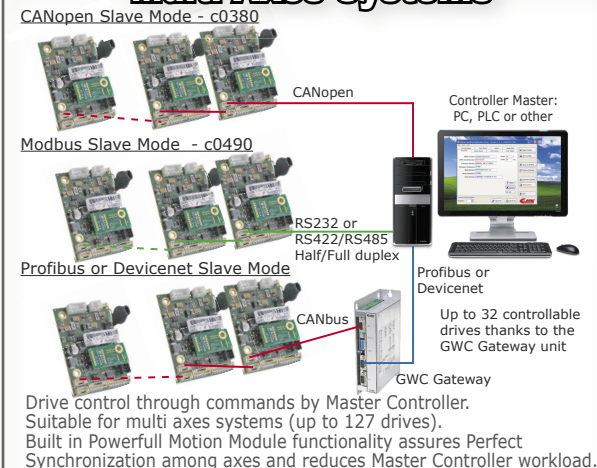 Multi Axes Systems
CANopen Slave Mode - c0380
CANopen
Controller Master:
PC, PLC or other
Modbus Slave Mode - c0490
RS232 or
RS422/RS485
Half/Full duplex
Profibus or Devicenet Slave Mode
Profibus or
Devicenet
CANbus
Up to 32 controllable
drives thanks to the
GWC Gateway unit
GWC Gateway
Drive control through commands by Master Controller.
Suitable for multi axes systems (up to 127 drives).
Built in Powerfull Motion Module functionality assures Perfect
Synchronization among axes and reduces Master Controller workload.